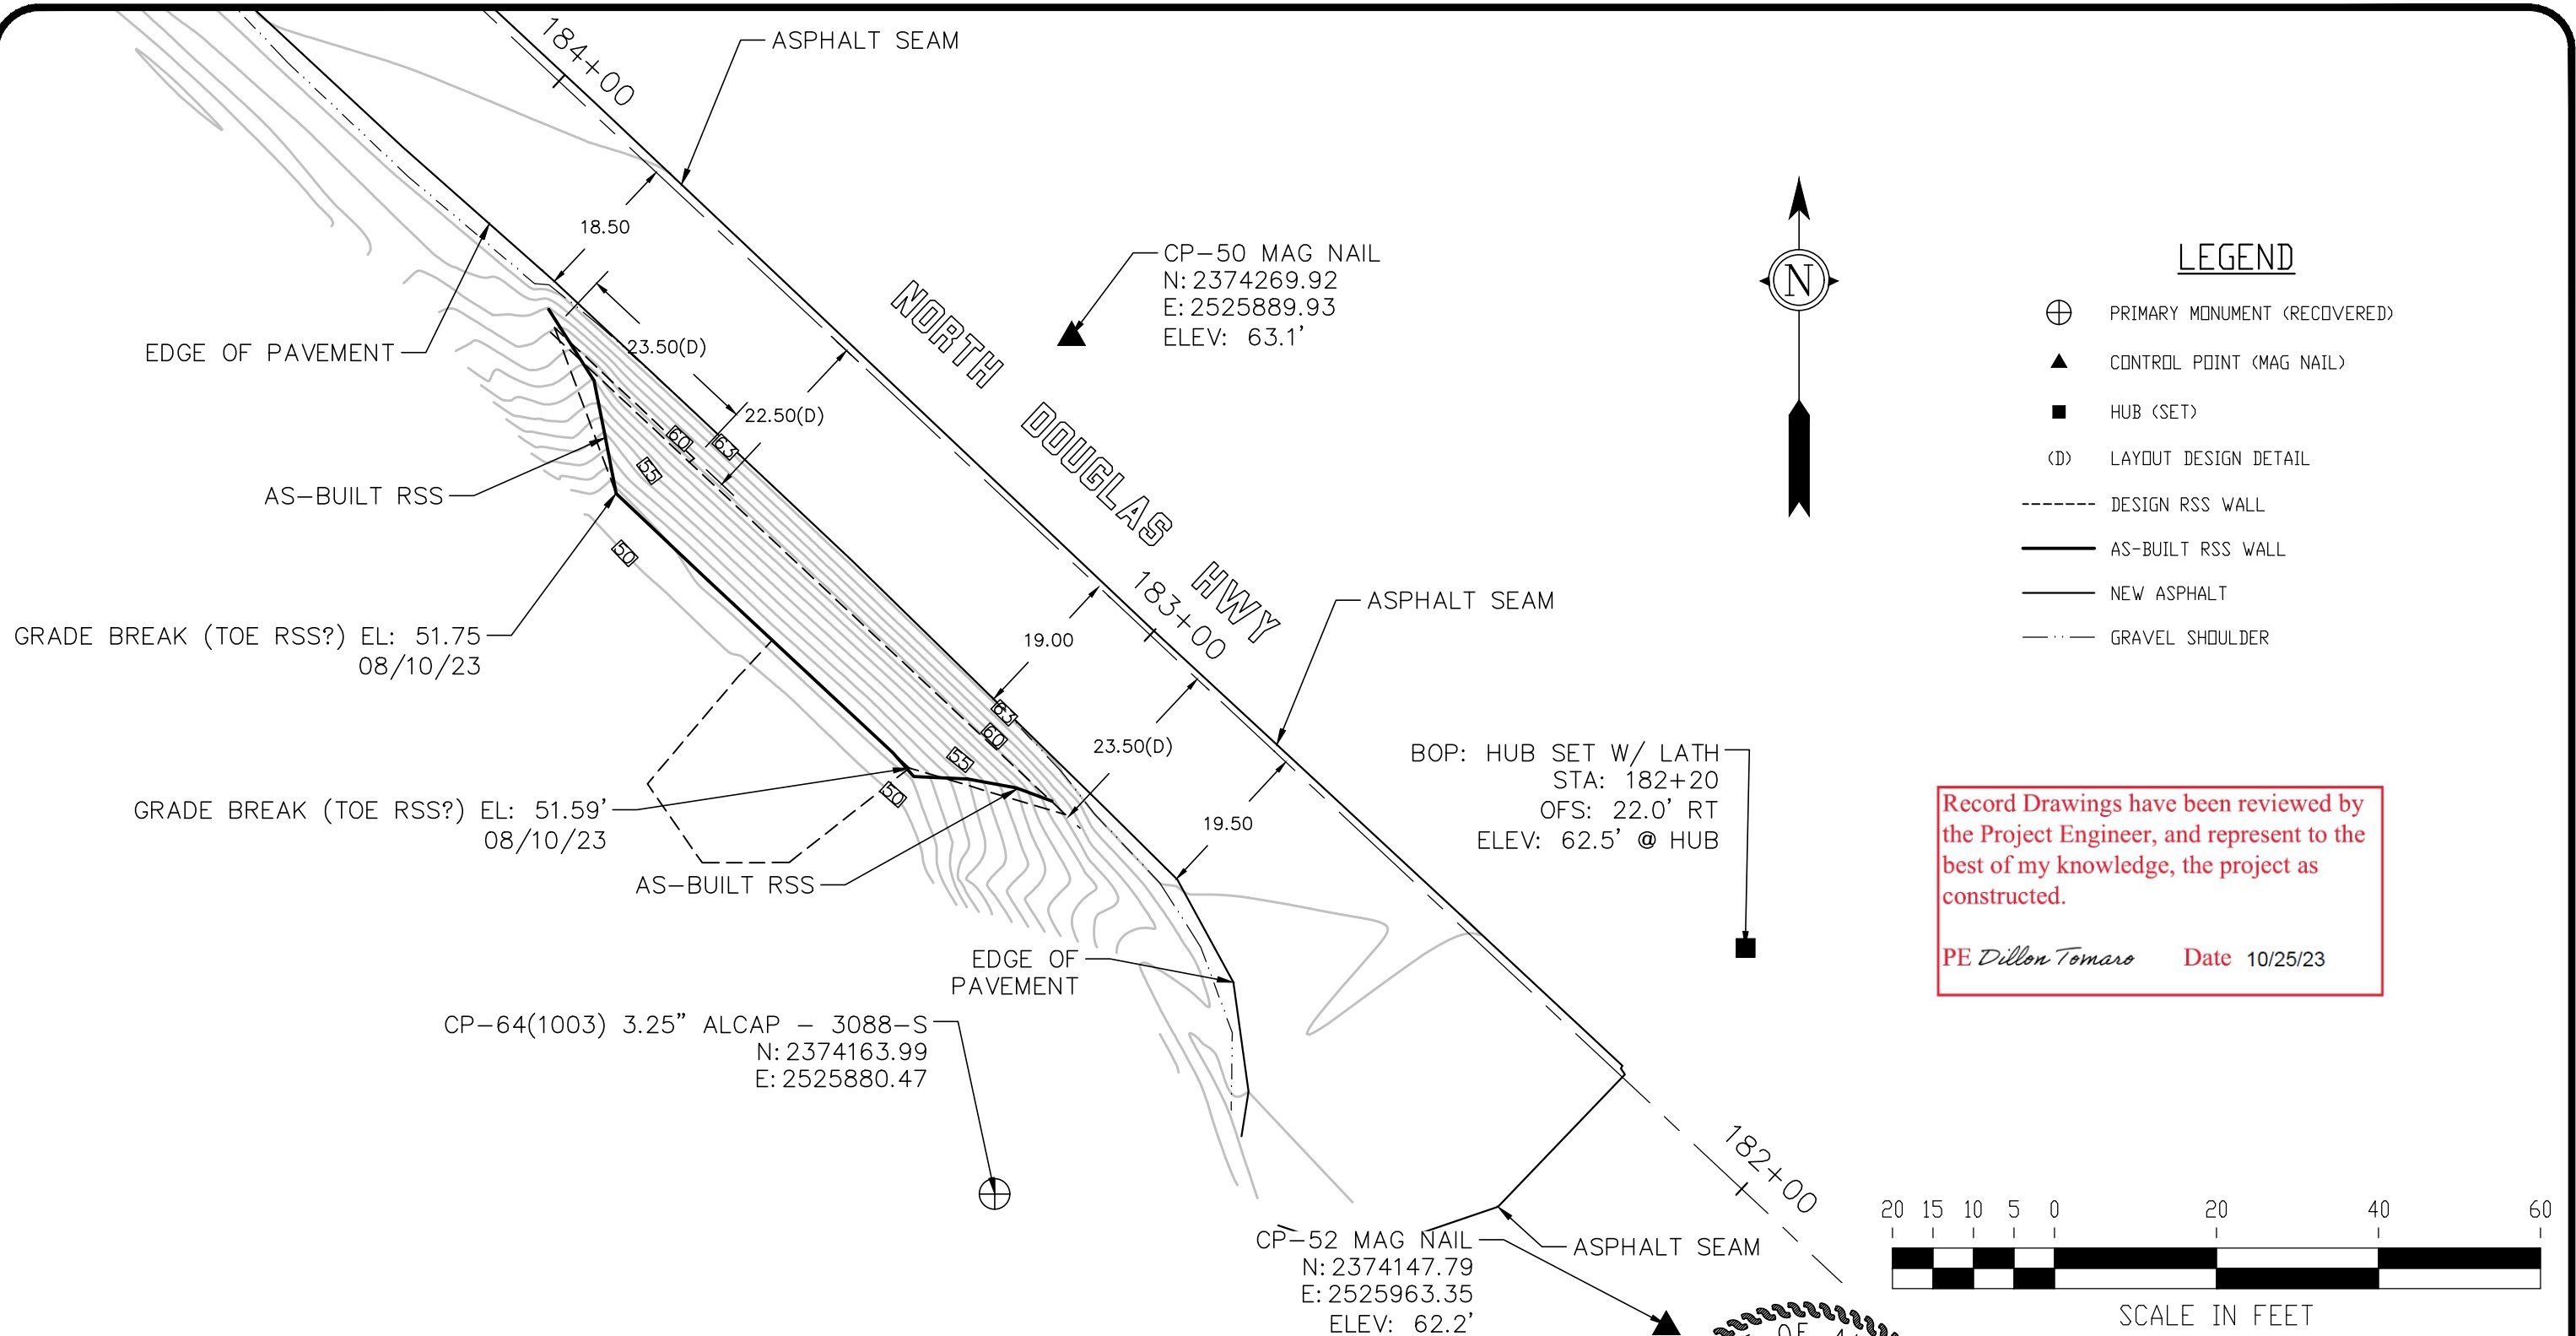 184+00
ASPHALT SEAM
18.50
CP-50 MAG NAIL
N: 2374269.92
E: 2525889.93
ELEV: 63.1'
EDGE OF PAVEMENT
23.50(D)
22.50(D)
NORTH DOUGLAS HWY
60
63
55
AS-BUILT RSS
50
GRADE BREAK (TOE RSS?) EL: 51.75
08/10/23
183+00
ASPHALT SEAM
19.00
63
60
55
50
23.50(D)
GRADE BREAK (TOE RSS?) EL: 51.59'
08/10/23
AS-BUILT RSS
19.50
BOP: HUB SET W/ LATH
STA: 182+20
OFS: 22.0' RT
ELEV: 62.5' @ HUB
EDGE OF
PAVEMENT
CP-64(1003) 3.25" ALCAP - 3088-S
N: 2374163.99
E: 2525880.47
182+00
CP-52 MAG NAIL
N: 2374147.79
E: 2525963.35
ELEV: 62.2'
ASPHALT SEAM
N
LEGEND
PRIMARY MONUMENT (RECOVERED)
CONTROL POINT (MAG NAIL)
HUB (SET)
(D) LAYOUT DESIGN DETAIL
DESIGN RSS WALL
AS-BUILT RSS WALL
NEW ASPHALT
GRAVEL SHOULDER
Record Drawings have been reviewed by
the Project Engineer, and represent to the
best of my knowledge, the project as
constructed.
PE Dillon Tomaro Date 10/25/23
20 15 10 5 0 20 40 60
SCALE IN FEET
OF